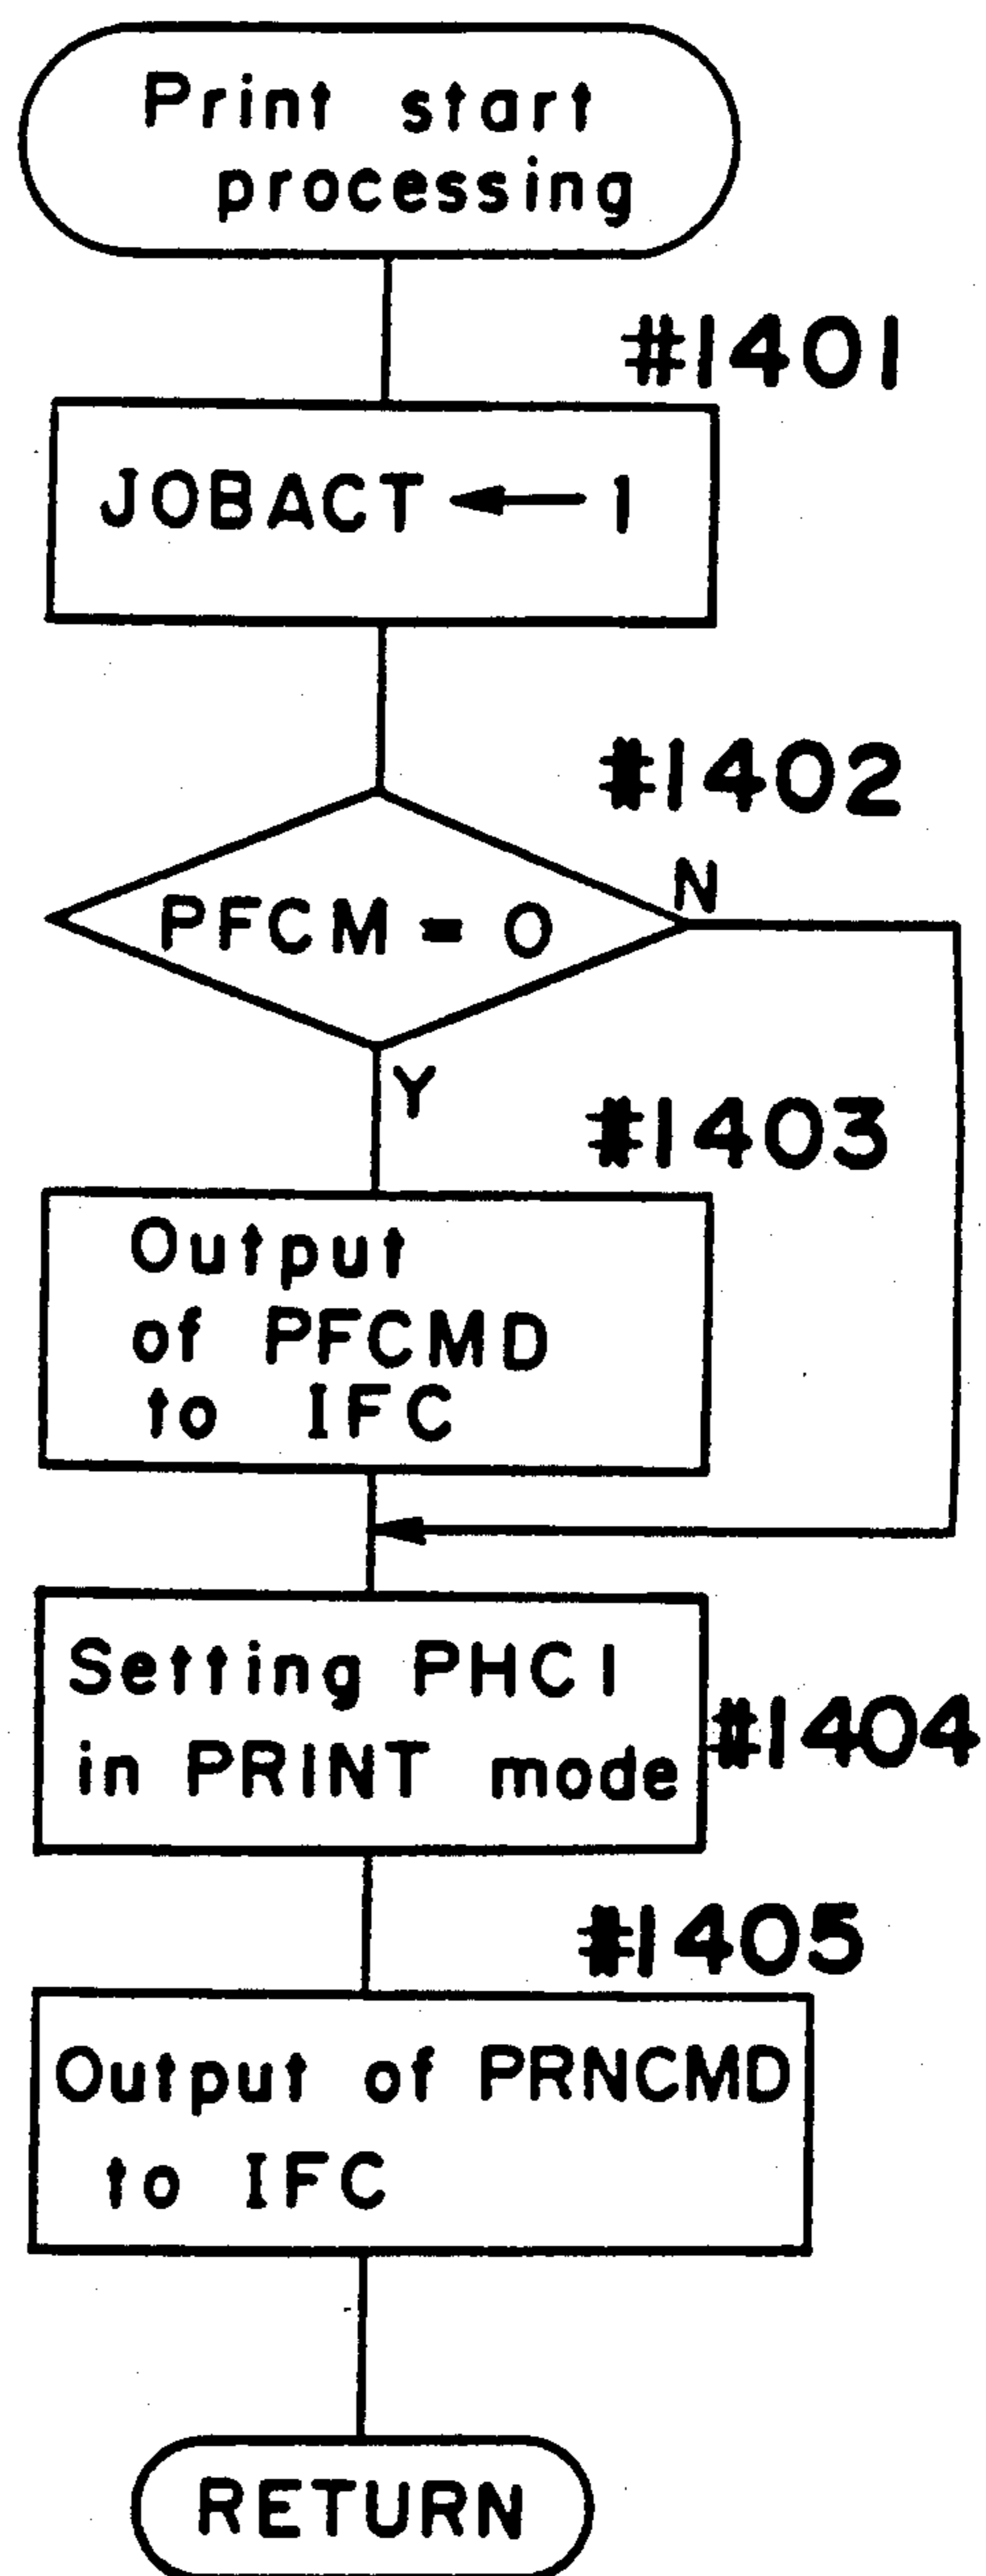 Print start
processing
#1401
JOBACT ← 1
#1402
PFCM = 0
N
Y
#1403
Output
of PFCMD
to IFC
Setting PHC1
in PRINT mode
#1404
#1405
Output of PRNCMD
to IFC
RETURN